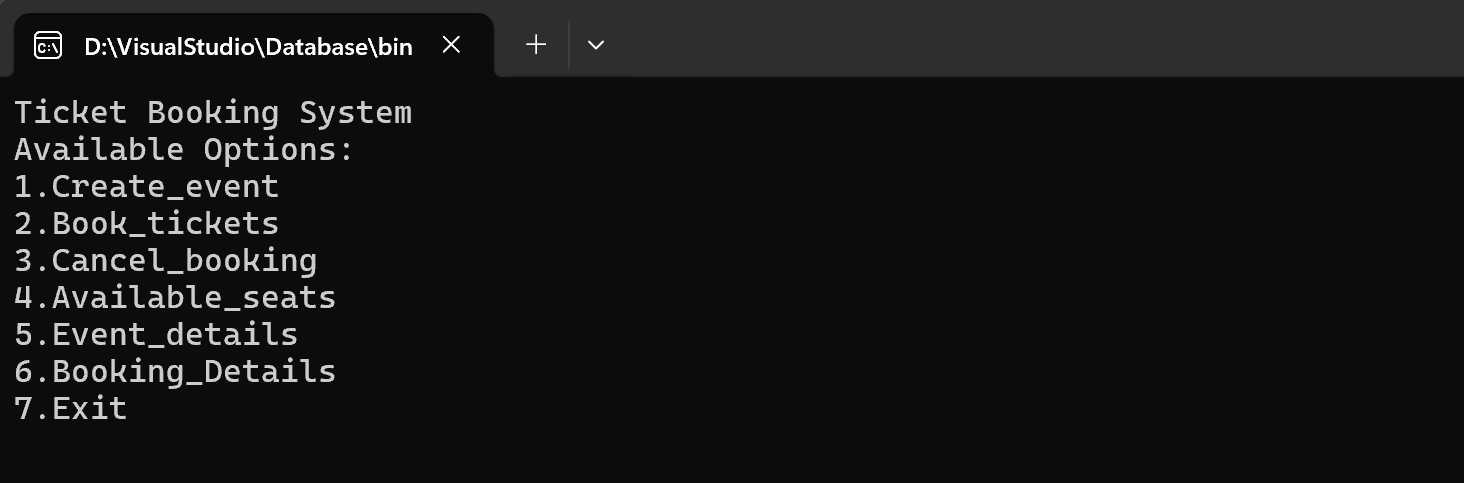 D:\VisualStudio\Database\bin
Ticket Booking System
Available Options:
1.Create_event
2.Book_tickets
3.Cancel_booking
4.Available_seats
5.Event_details
6.Booking_Details
7.Exit